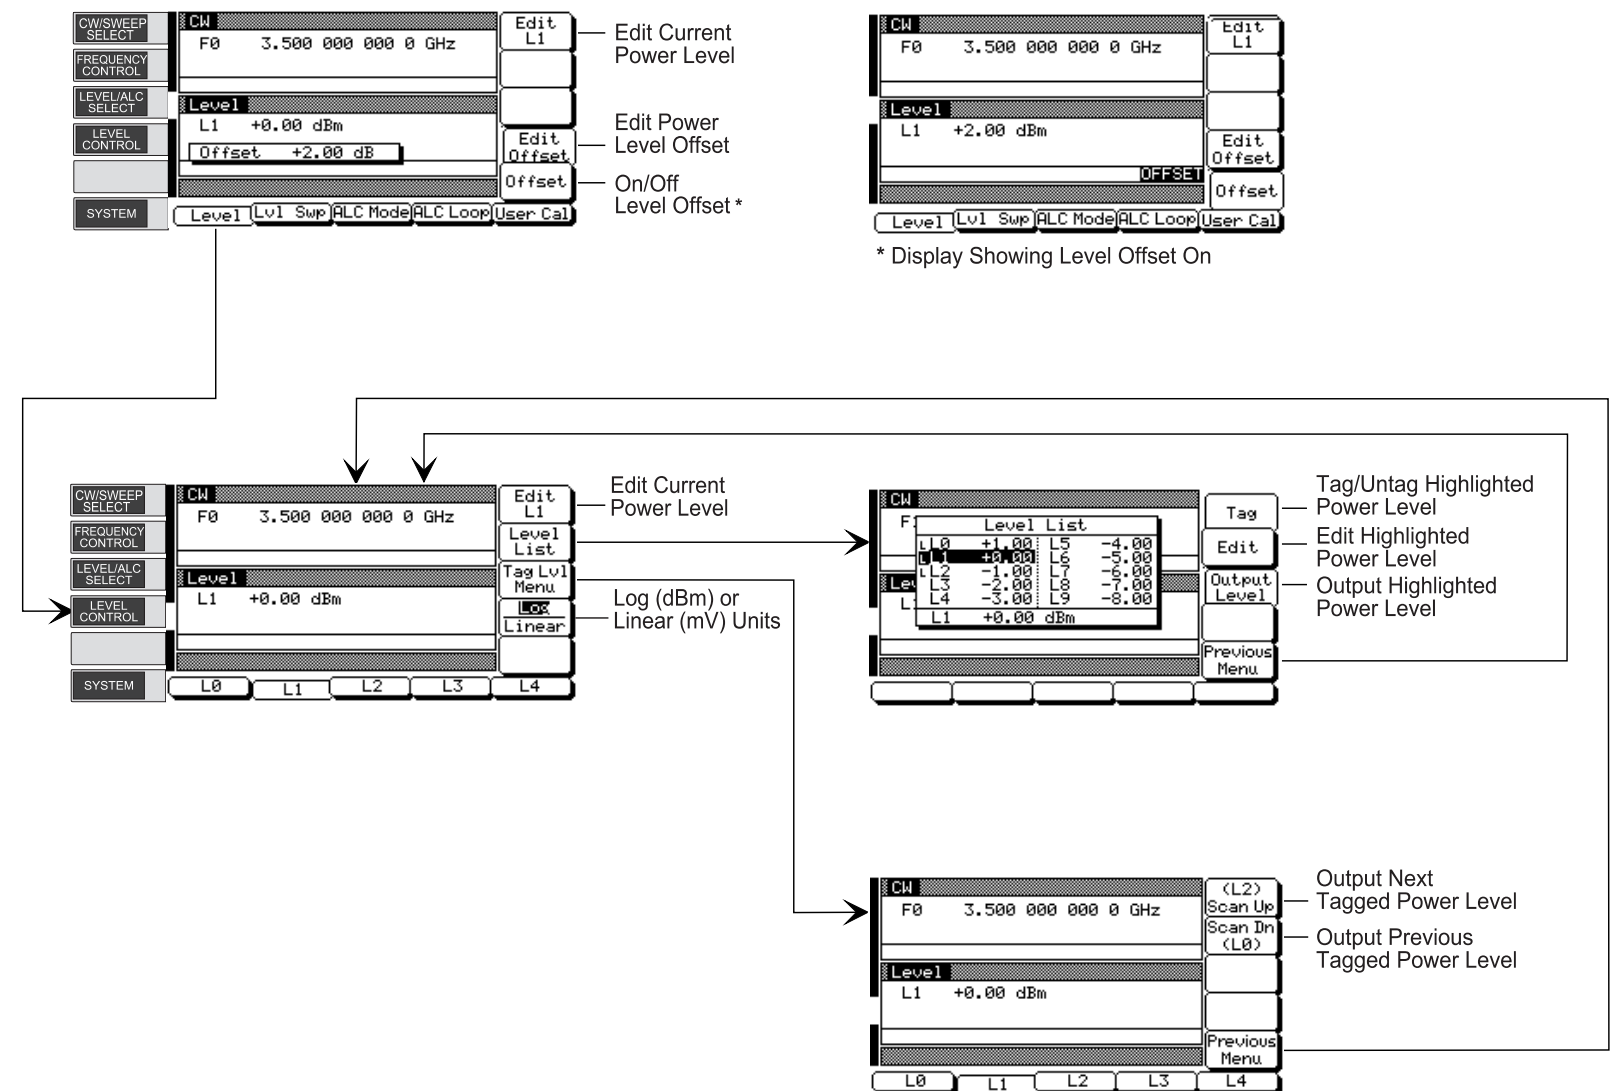 CW/SWEEP
SELECT
FREQUENCY
CONTROL
LEVEL/ALC
SELECT
LEVEL
CONTROL
SYSTEM
CW
F0 3.500 000 000 0 GHz
Level
L1 +0.00 dBm
Offset +2.00 dB
Edit
L1
Edit
Offset
Offset
Level Lvl Swp ALC Mode ALC Loop User Cal
Edit Current
Power Level
Edit Power
Level Offset
On/Off
Level Offset *
CW
F0 3.500 000 000 0 GHz
Level
L1 +2.00 dBm
OFFSET
Edit
L1
Edit
Offset
Offset
Level Lvl Swp ALC Mode ALC Loop User Cal
* Display Showing Level Offset On
CW/SWEEP
SELECT
FREQUENCY
CONTROL
LEVEL/ALC
SELECT
LEVEL
CONTROL
SYSTEM
CW
F0 3.500 000 000 0 GHz
Level
L1 +0.00 dBm
Edit
L1
Level
List
Tag Lvl
Menu
Log
Linear
L0 L1 L2 L3 L4
Edit Current
Power Level
Log (dBm) or
Linear (mV) Units
CW
Level List
L0 +1.00 L5 -4.00
L1 +0.00 L6 -5.00
L2 -1.00 L7 -6.00
L3 -2.00 L8 -7.00
L4 -3.00 L9 -8.00
L1 +0.00 dBm
Tag
Edit
Output
Level
Previous
Menu
Tag/Untag Highlighted
Power Level
Edit Highlighted
Power Level
Output Highlighted
Power Level
CW
F0 3.500 000 000 0 GHz
Level
L1 +0.00 dBm
(L2)
Scan Up
Scan Dn
(L0)
Previous
Menu
L0 L1 L2 L3 L4
Output Next
Tagged Power Level
Output Previous
Tagged Power Level